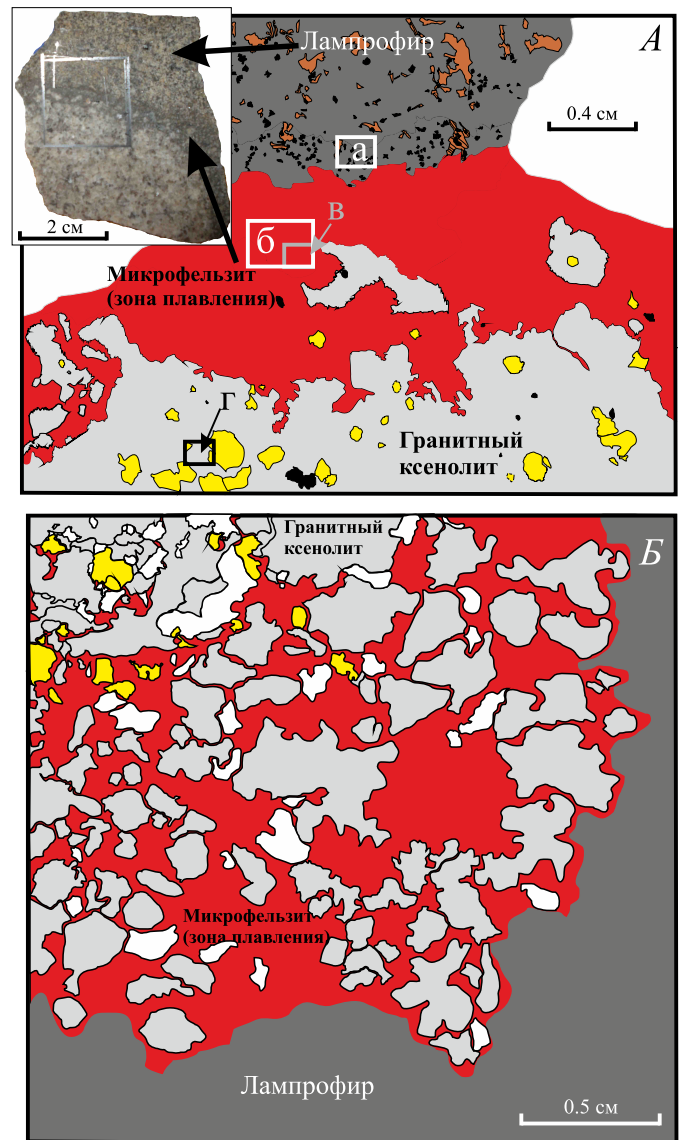 Лампрофир
А
0.4 см
а
В
б
2 см
Микрофельзит
(зона плавления)
Г
Гранитный
ксенолит
Гранитный
ксенолит
Б
Микрофельзит
(зона плавления)
Лампрофир
0.5 см